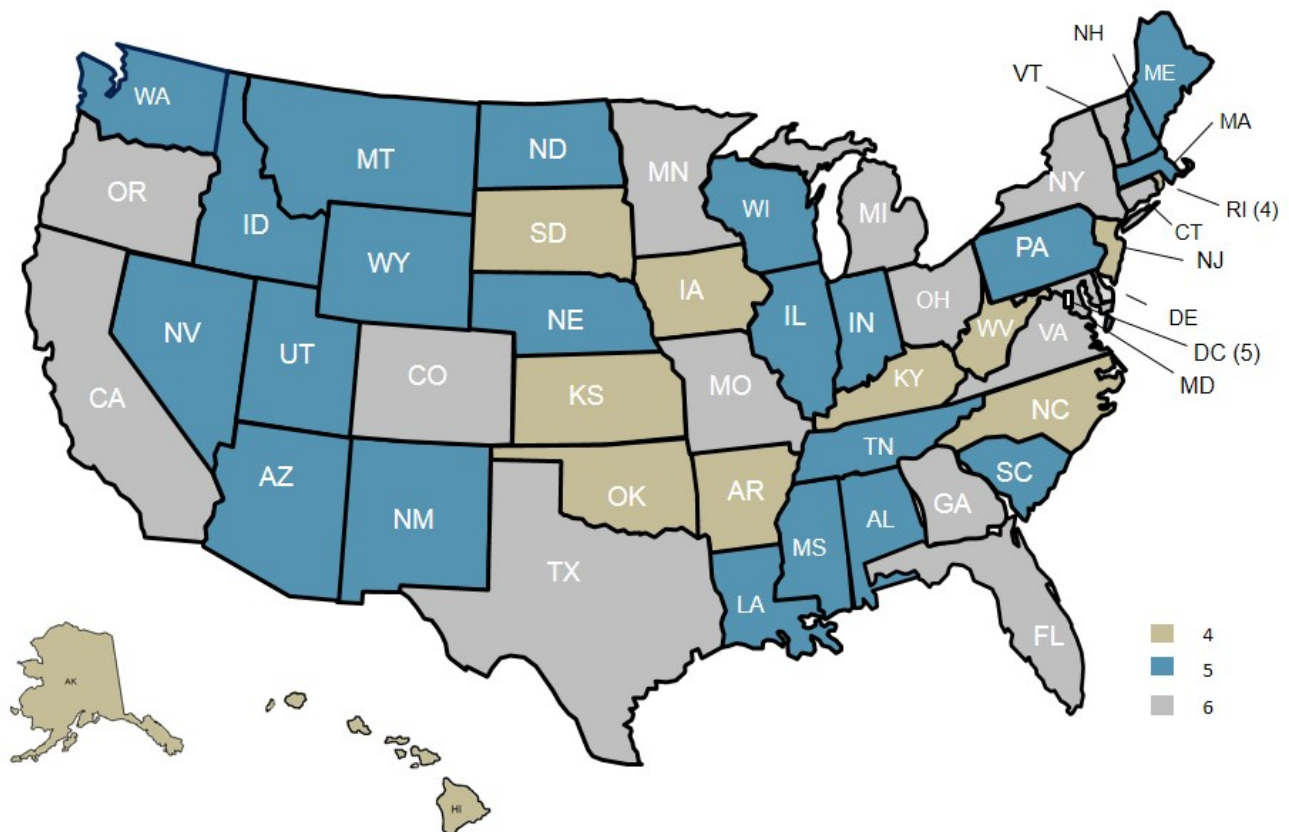 NH
VT
ME
WA
MA
MT
ND
MN
OR
NY
RI (4)
ID
WI
MI
CT
SD
WY
PA
NJ
IA
NE
OH
DE
NV
IL
IN
WV
VA
UT
DC (5)
CO
MO
KY
MD
CA
KS
NC
TN
AZ
SC
OK
AR
GA
NM
AL
MS
TX
LA
FL
4
5
6
AK
HI